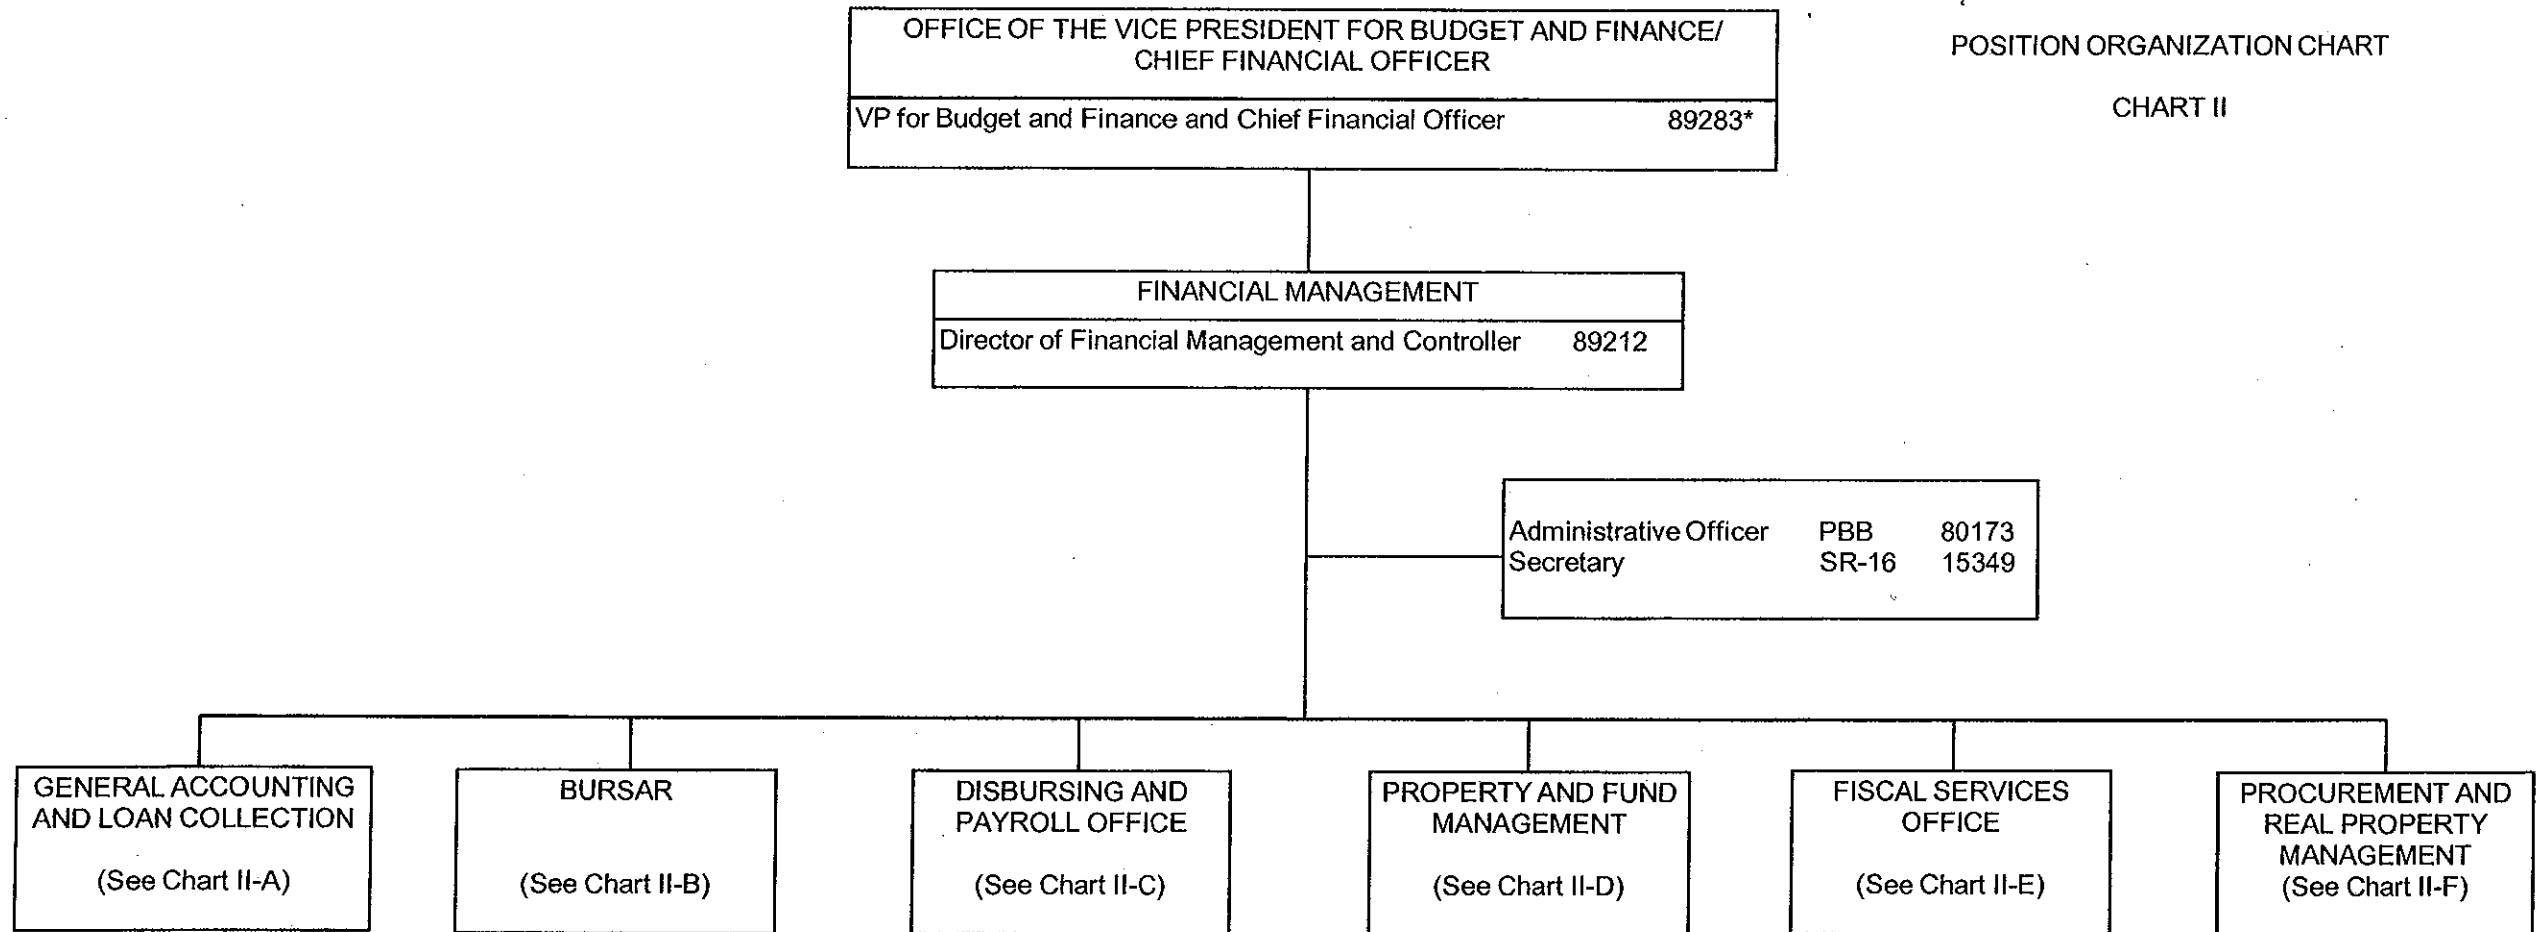 OFFICE OF THE VICE PRESIDENT FOR BUDGET AND FINANCE/
CHIEF FINANCIAL OFFICER
VP for Budget and Finance and Chief Financial Officer 89283*
POSITION ORGANIZATION CHART
CHART II
FINANCIAL MANAGEMENT
Director of Financial Management and Controller 89212
Administrative Officer PBB 80173
Secretary SR-16 15349
GENERAL ACCOUNTING
AND LOAN COLLECTION
(See Chart II-A)
BURSAR
(See Chart II-B)
DISBURSING AND
PAYROLL OFFICE
(See Chart II-C)
PROPERTY AND FUND
MANAGEMENT
(See Chart II-D)
FISCAL SERVICES
OFFICE
(See Chart II-E)
PROCUREMENT AND
REAL PROPERTY
MANAGEMENT
(See Chart II-F)